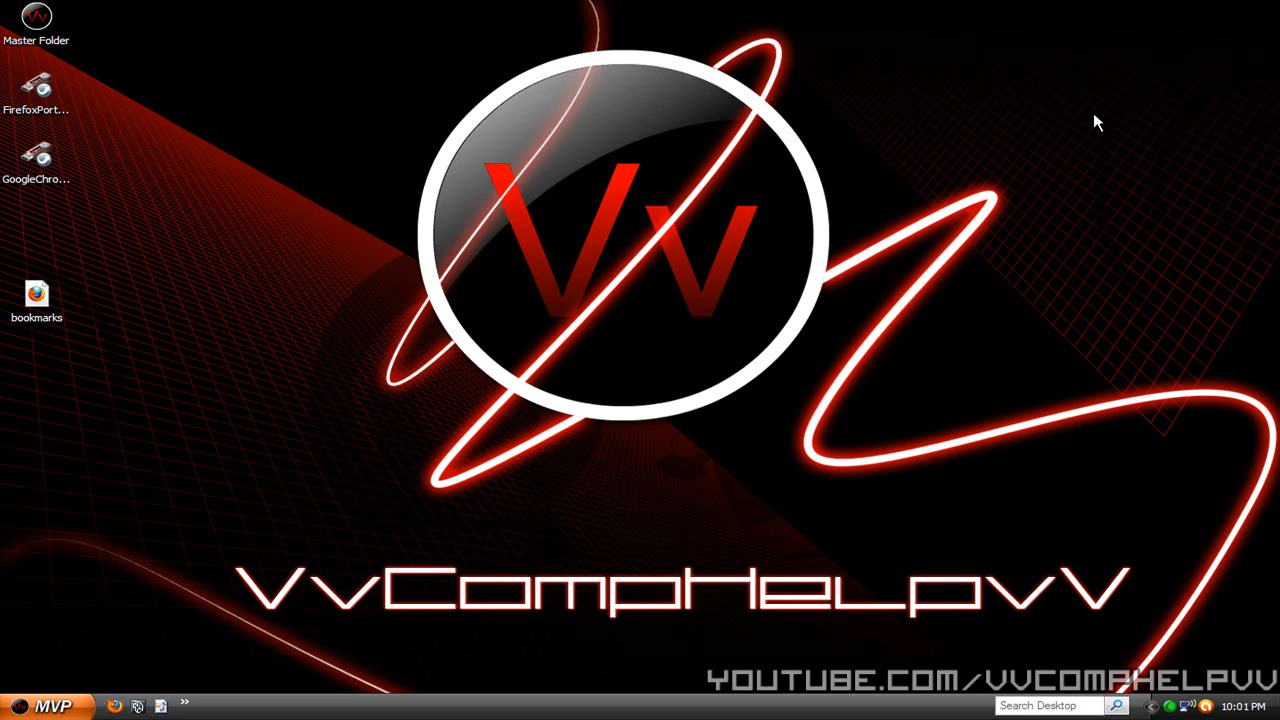 Master Folder
FirefoxPort...
GoogleChro...
bookmarks
Vv
VvCompHelpvV
YOUTUBE.COM/VVCOMPHELPVV
MVP
Search Desktop
10:01 PM